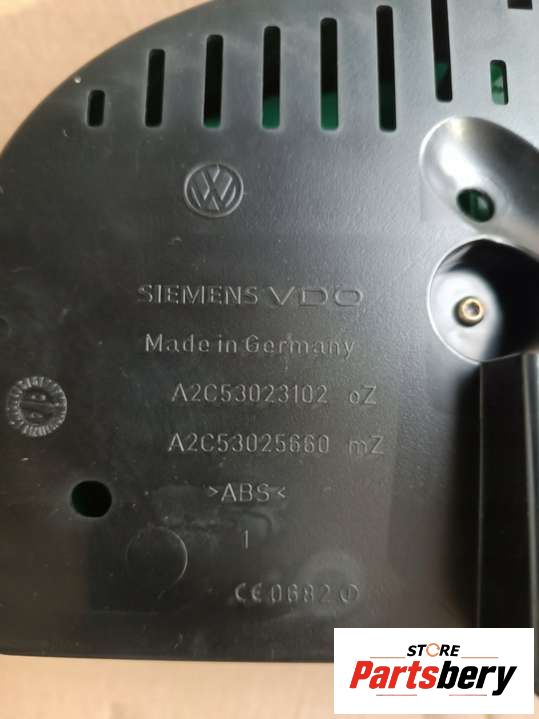 SIEMENS VDO
Made in Germany
A2C53023102 oZ
A2C53025660 mZ
>ABS<
1
CE0682
STORE
Partsbery